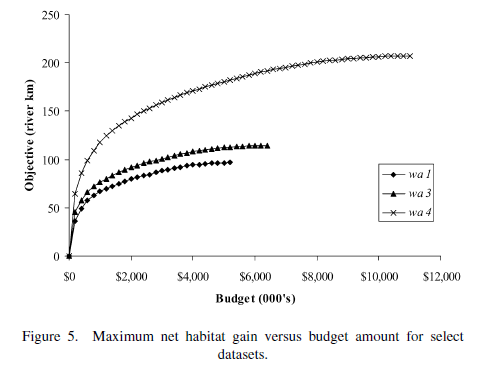 250
200
150
100
50
0
Objective (river km)
wa 1
wa 3
wa 4
$0 $2,000 $4,000 $6,000 $8,000 $10,000 $12,000
Budget (000's)
Figure 5. Maximum net habitat gain versus budget amount for select
datasets.